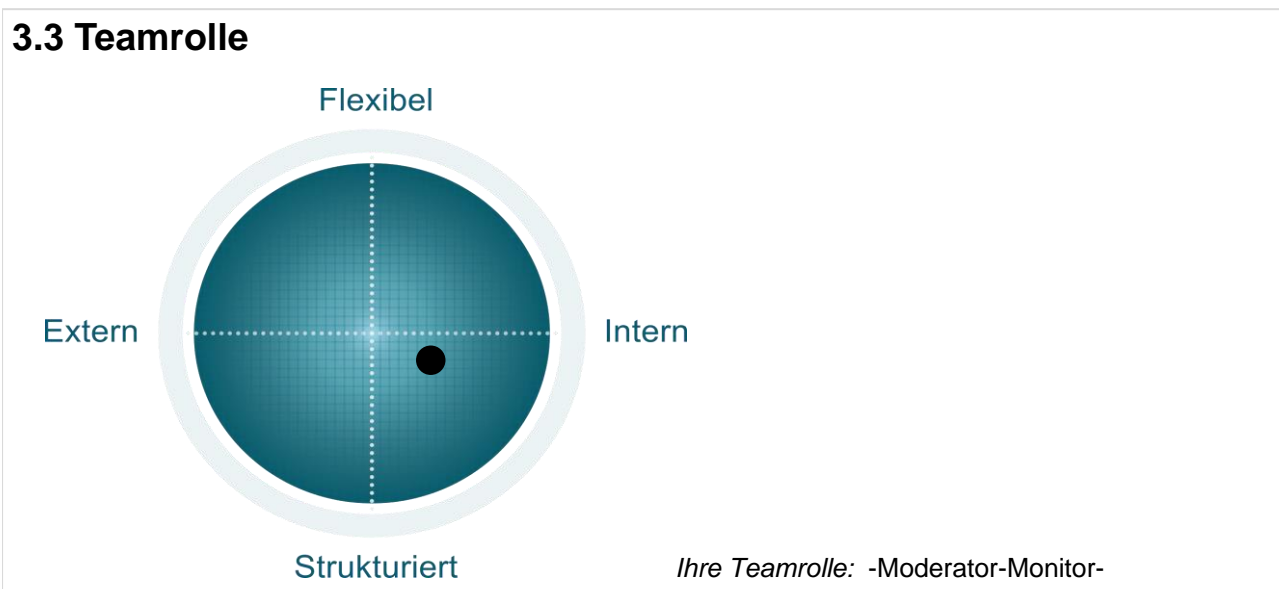 3.3 Teamrolle
Flexibel
Extern
Intern
Strukturiert
Ihre Teamrolle: -Moderator-Monitor-